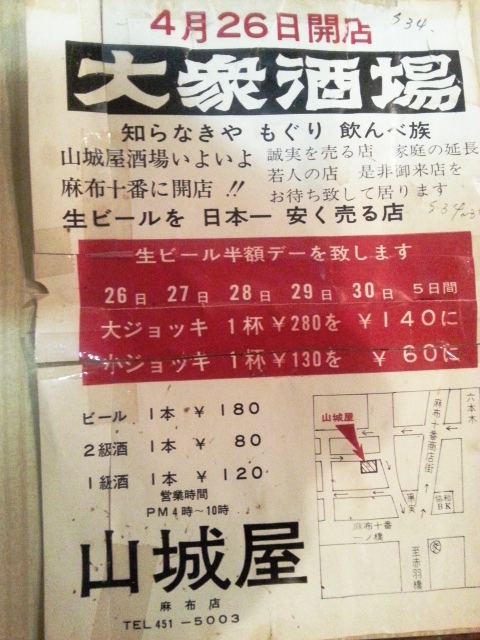 4月26日開店
S34.
大衆酒場
知らなきや もぐり 飲んべ族
山城屋酒場いよいよ
麻布十番に開店 !!
誠実を売る店 家庭の延長
若人の店 是非御来店を
お待ち致して居ります
生ビールを 日本一 安く売る店
生ビール半額デーを致します
26日 27日 28日 29日 30日 5日間
大ジョッキ 1杯¥280を ¥140に
小ジョッキ 1杯¥130を ¥60に
ビール 1本 ¥ 180
2級酒 1本 ¥ 80
1級酒 1本 ¥ 120
営業時間
PM4時~10時
山城屋
麻布店
TEL451-5003
山城屋
六本木
麻布十番商店街
協和
BK
麻布十番
一ノ橋
至赤羽橋